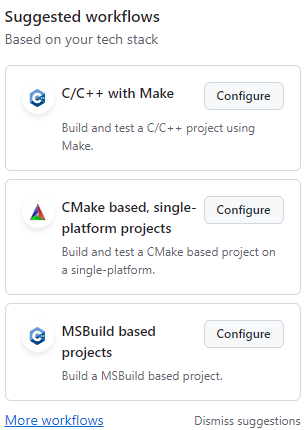 Suggested workflows
Based on your tech stack
C/C++ with Make
Configure
Build and test a C/C++ project using
Make.
CMake based, single-
platform projects
Configure
Build and test a CMake based project on
a single-platform.
MSBuild based
projects
Configure
Build a MSBuild based project.
More workflows
Dismiss suggestions